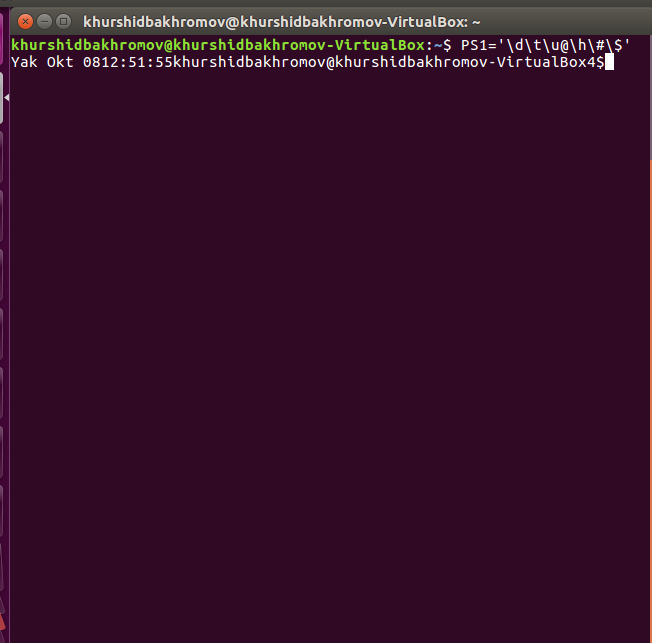 khurshidbakhromov@khurshidbakhromov-VirtualBox: ~
khurshidbakhromov@khurshidbakhromov-VirtualBox:~$ PS1='\d\t\u@\h\#\$'
Yak Okt 0812:51:55khurshidbakhromov@khurshidbakhromov-VirtualBox4$